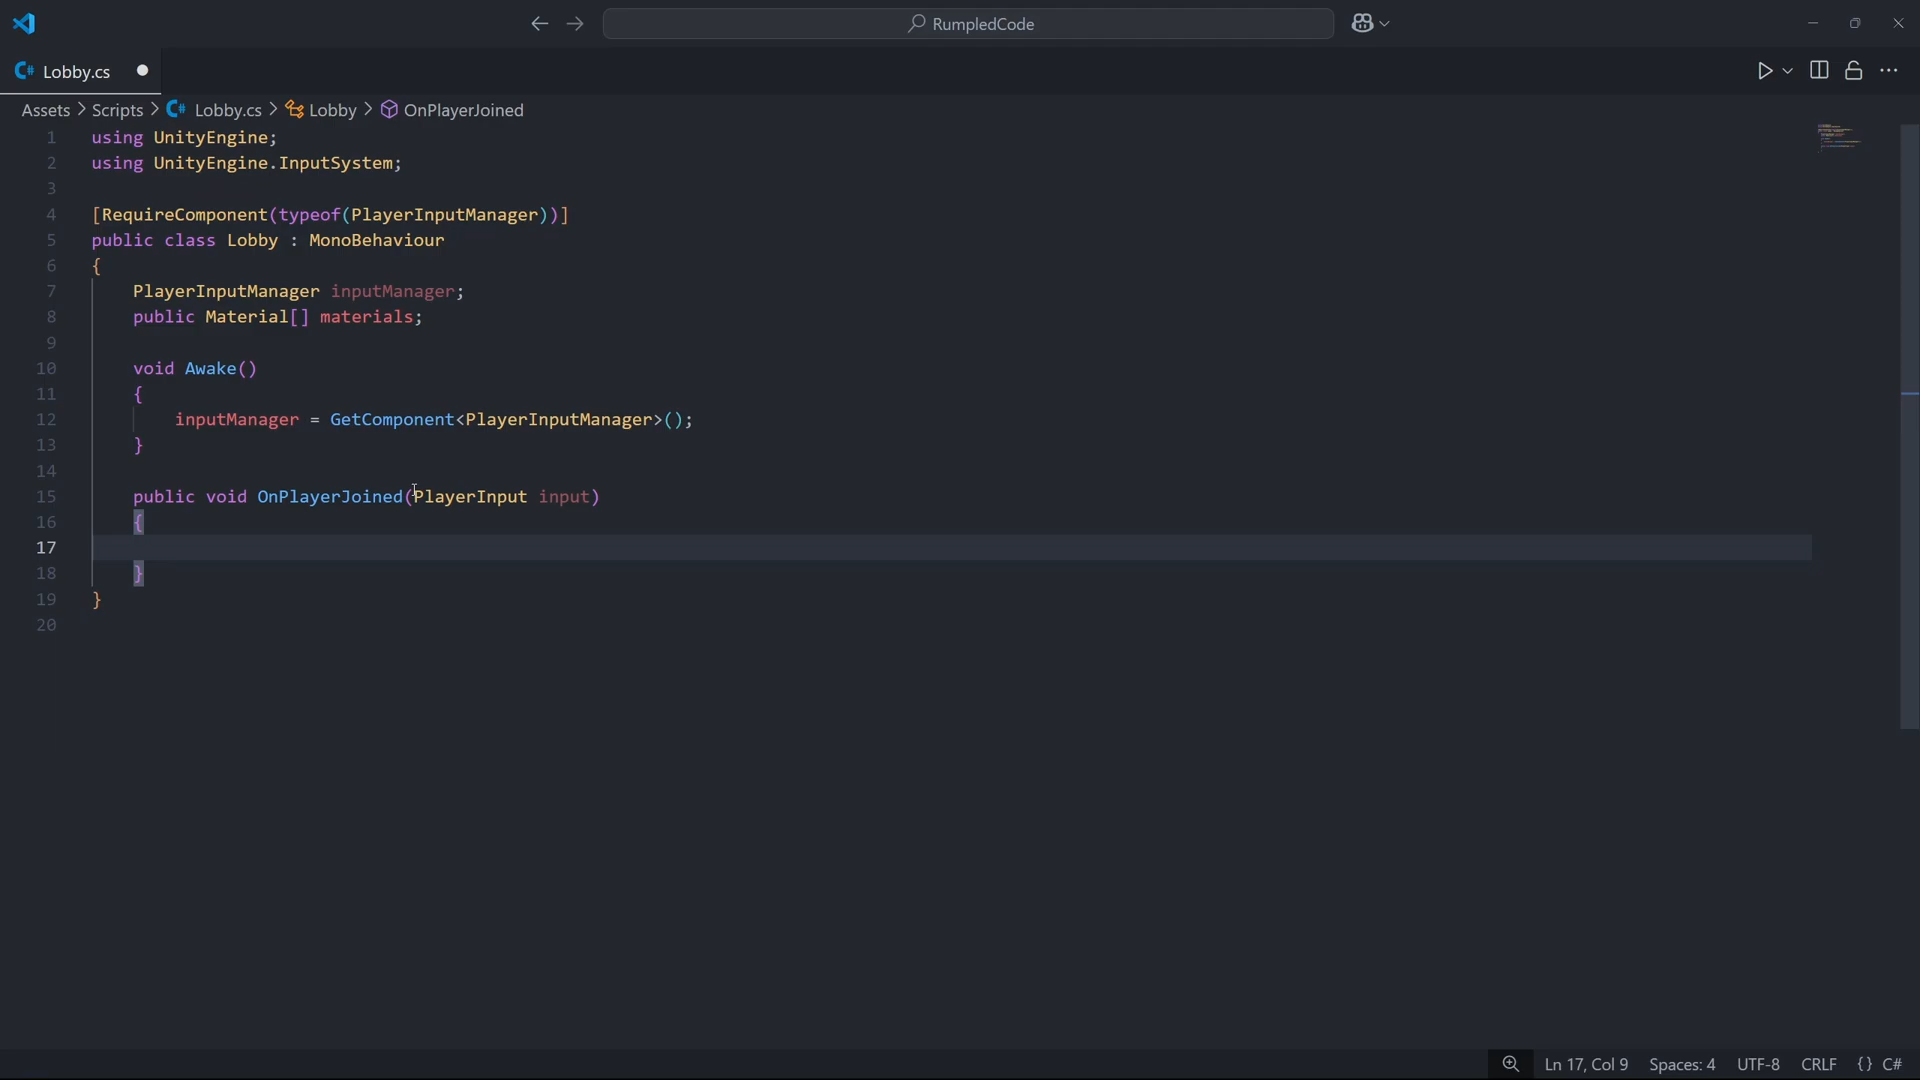 RumpledCode
Lobby.cs
Assets > Scripts > Lobby.cs > Lobby > OnPlayerJoined
1 using UnityEngine;
2 using UnityEngine.InputSystem;
3
4 [RequireComponent(typeof(PlayerInputManager))]
5 public class Lobby : MonoBehaviour
6 {
7     PlayerInputManager inputManager;
8     public Material[] materials;
9
10     void Awake()
11     {
12         inputManager = GetComponent<PlayerInputManager>();
13     }
14
15     public void OnPlayerJoined(PlayerInput input)
16     {
17
18     }
19 }
20
Ln 17, Col 9 Spaces: 4 UTF-8 CRLF {} C#